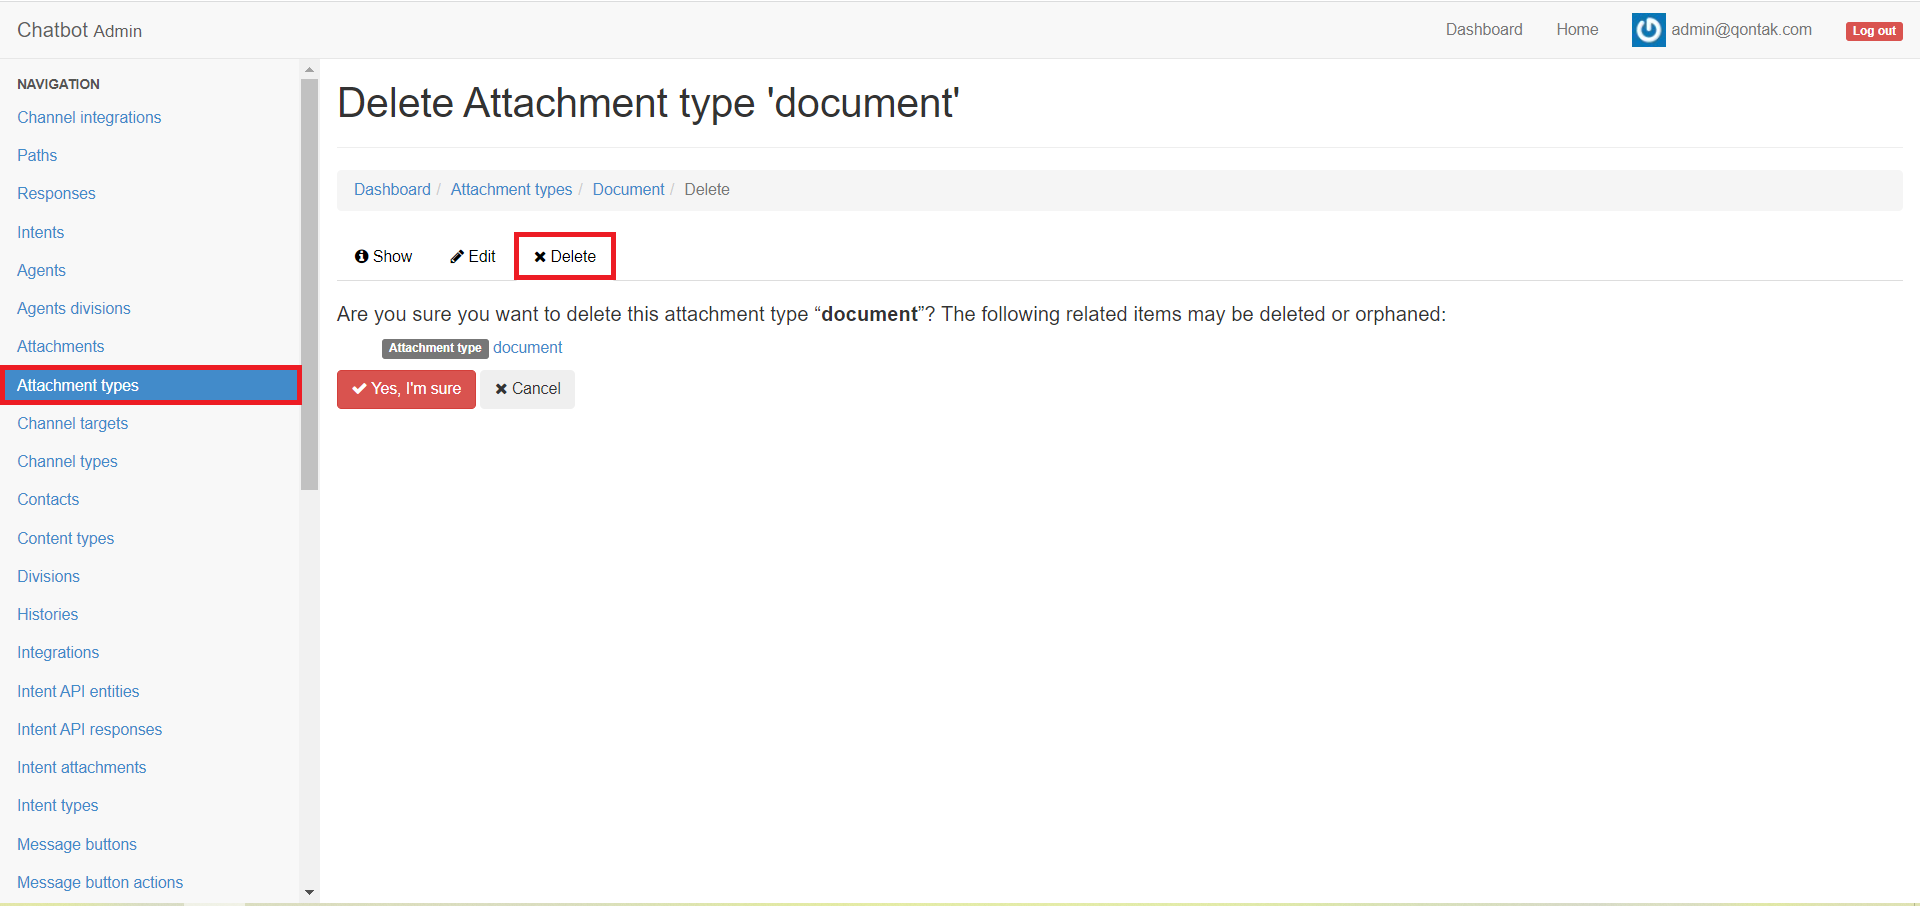 Chatbot Admin
Dashboard
Home
admin@qontak.com
Log out
NAVIGATION
Channel integrations
Paths
Responses
Intents
Agents
Agents divisions
Attachments
Attachment types
Channel targets
Channel types
Contacts
Content types
Divisions
Histories
Integrations
Intent API entities
Intent API responses
Intent attachments
Intent types
Message buttons
Message button actions
Delete Attachment type 'document'
Dashboard / Attachment types / Document / Delete
Show
Edit
Delete
Are you sure you want to delete this attachment type “document”? The following related items may be deleted or orphaned:
Attachment type document
Yes, I'm sure
Cancel